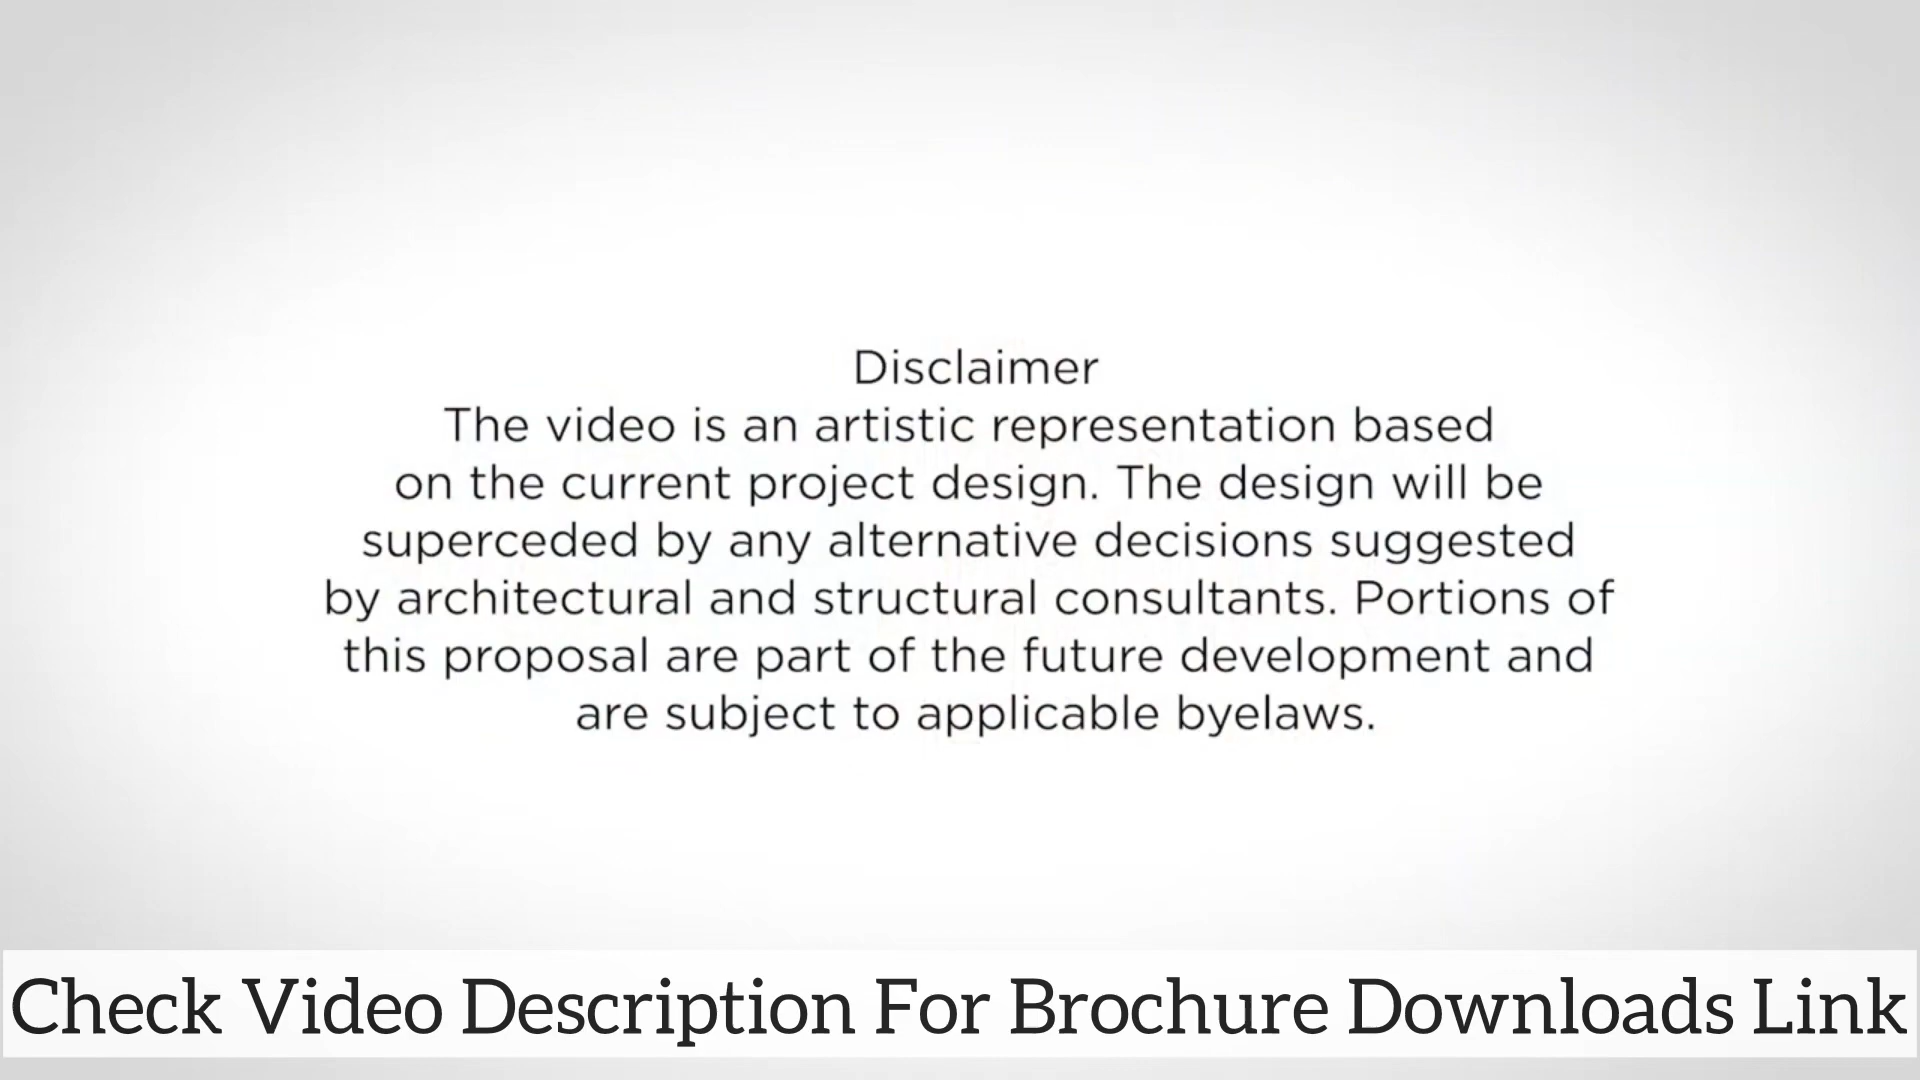 Disclaimer
The video is an artistic representation based
on the current project design. The design will be
superceded by any alternative decisions suggested
by architectural and structural consultants. Portions of
this proposal are part of the future development and
are subject to applicable byelaws.
Check Video Description For Brochure Downloads Link